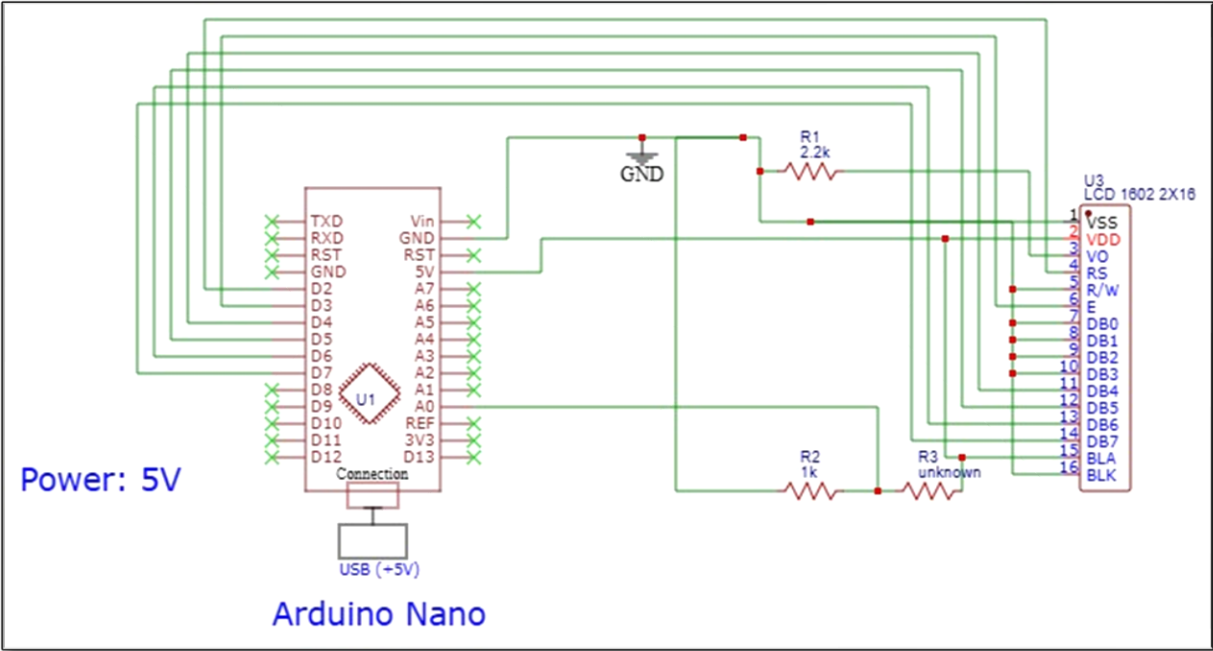 R1
2.2k
GND
U3
LCD 1602 2X16
1 VSS
2 VDD
3 VO
4 RS
5 R/W
6 E
7 DB0
8 DB1
9 DB2
10 DB3
11 DB4
12 DB5
13 DB6
14 DB7
15 BLA
16 BLK
TXD Vin
RXD GND
RST RST
GND 5V
D2 A7
D3 A6
D4 A5
D5 A4
D6 A3
D7 A2
D8 A1
D9 A0
D10 REF
D11 3V3
D12 D13
U1
Connection
R2
1k
R3
unknown
Power: 5V
USB (+5V)
Arduino Nano